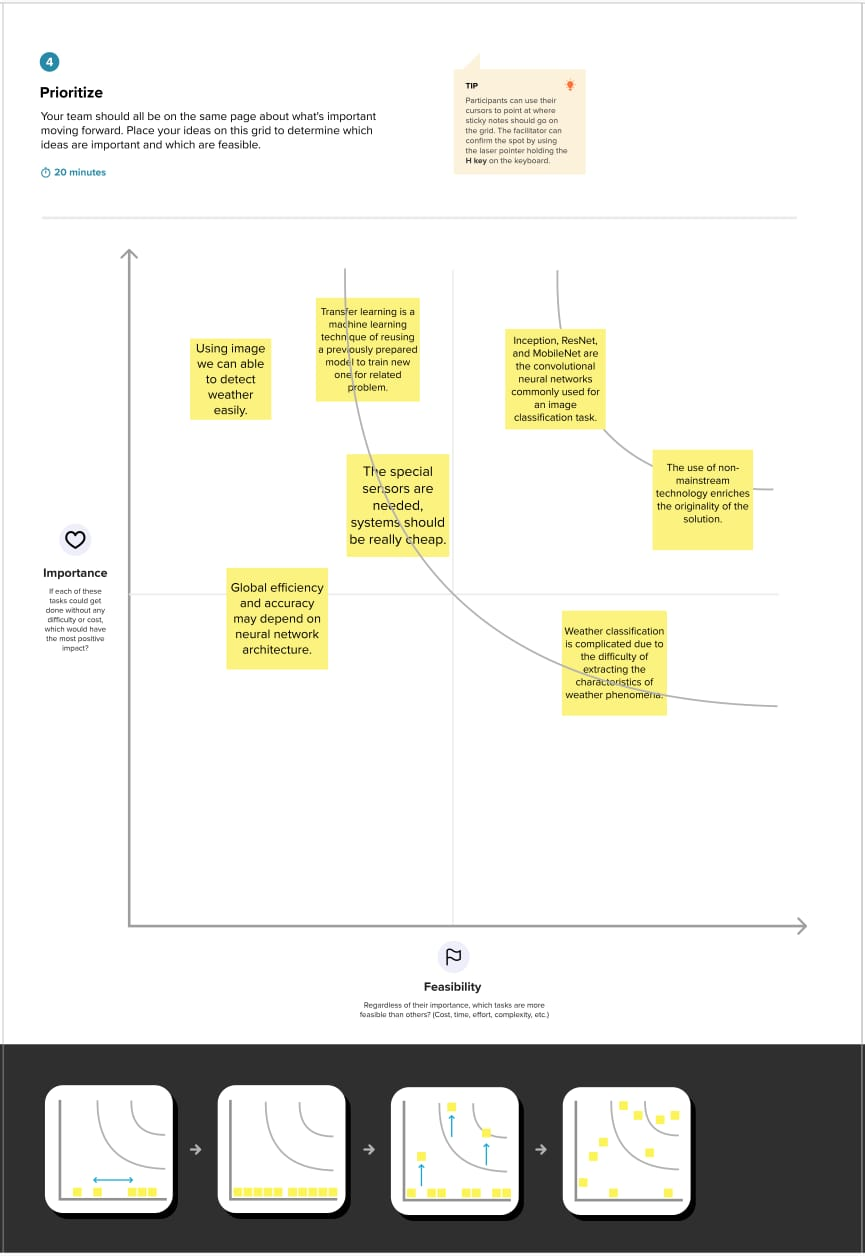 4
Prioritize
Your team should all be on the same page about what's important
moving forward. Place your ideas on this grid to determine which
ideas are important and which are feasible.
20 minutes
TIP
Participants can use their
cursors to point at where
sticky notes should go on
the grid. The facilitator can
confirm the spot by using
the laser pointer holding the
H key on the keyboard.
Using image
we can able
to detect
weather
easily.
Transfer learning is a
machine learning
technique of reusing
a previously prepared
model to train new
one for related
problem.
Inception, ResNet,
and MobileNet are
the convolutional
neural networks
commonly used for
an image
classification task.
The special
sensors are
needed,
systems should
be really cheap.
The use of non-
mainstream
technology enriches
the originality of the
solution.
Global efficiency
and accuracy
may depend on
neural network
architecture.
Weather classification
is complicated due to
the difficulty of
extracting the
characteristics of
weather phenomena.
Importance
If each of these
tasks could get
done without any
difficulty or cost,
which would have
the most positive
impact?
Feasibility
Regardless of their importance, which tasks are more
feasible than others? (Cost, time, effort, complexity, etc.)